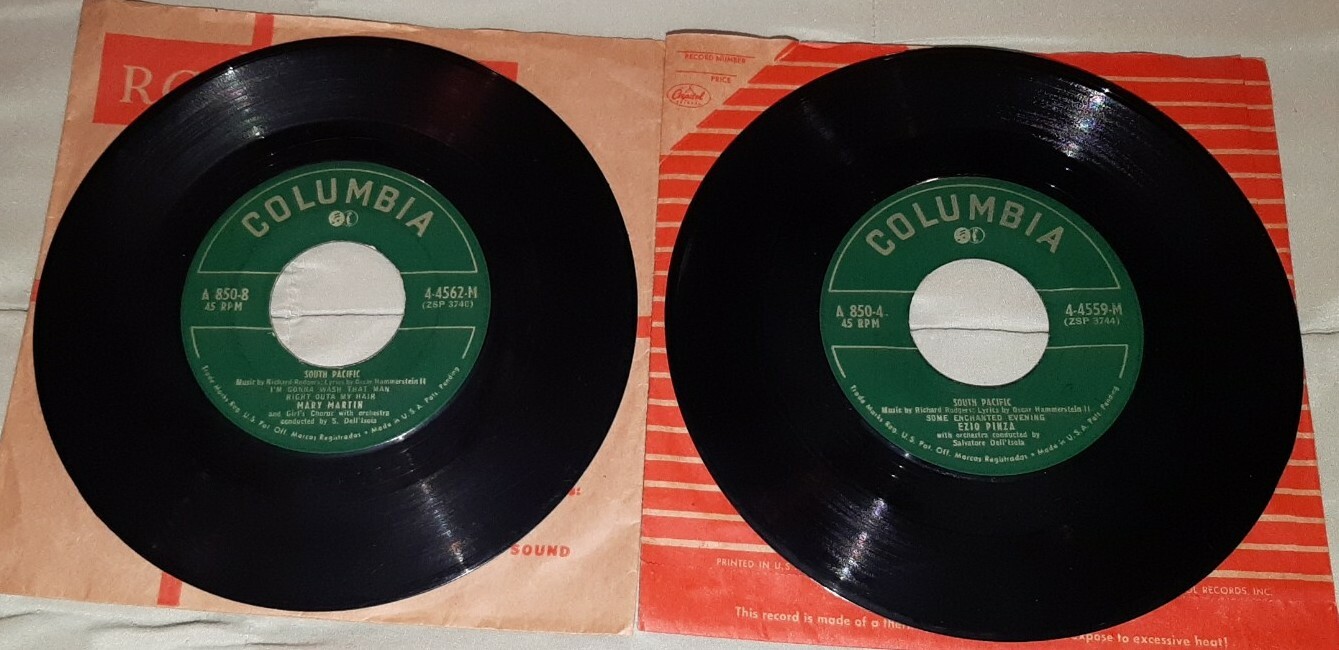 RC
SOUND
COLUMBIA
A 850-8
45 RPM
4-4562-M
(ZSP 3740)
SOUTH PACIFIC
Music by Richard Rodgers; Lyrics by Oscar Hammerstein II
I'M GONNA WASH THAT MAN
RIGHT OUTA MY HAIR
MARY MARTIN
and Girl's Chorus with orchestra
conducted by S. Dell'Isola
Trade Marks Reg. U.S. Pat. Off. Marcas Registradas • Made in U.S.A. Pats. Pending
RECORD NUMBER
PRICE
Capitol
RECORDS
COLUMBIA
A 850-4
45 RPM
4-4559-M
(ZSP 3744)
SOUTH PACIFIC
Music by Richard Rodgers; Lyrics by Oscar Hammerstein II
SOME ENCHANTED EVENING
EZIO PINZA
with orchestra conducted by
Salvatore Dell'Isola
Trade Marks Reg. U.S. Pat. Off. Marcas Registradas • Made in U.S.A. Pats. Pending
PRINTED IN U.S. OL RECORDS, INC.
This record is made of a ther expose to excessive heat!